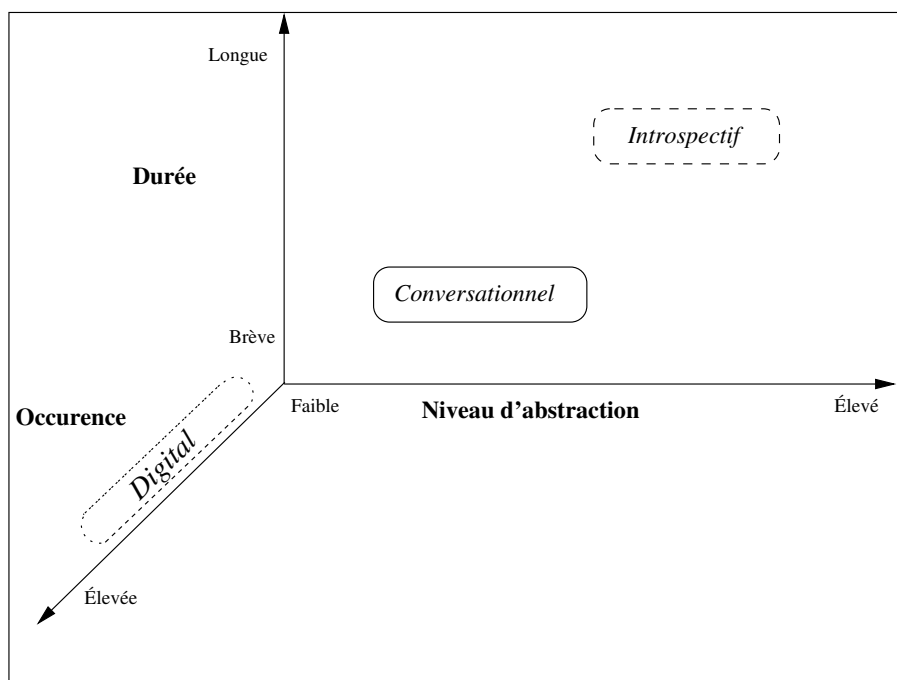 Longue
Introspectif
Durée
Conversationnel
Brève
Faible
Niveau d'abstraction
Élevé
Occurence
Digital
Élevée